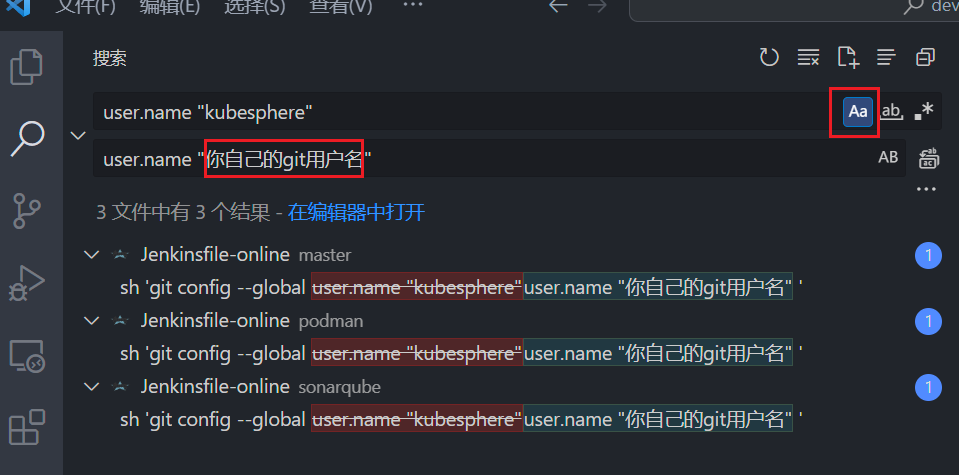 文件(F) 编辑(E) 选择(S) 查看(V) ··· dev
搜索
user.name "kubesphere" Aa ab .*
user.name "你自己的git用户名" AB
3 文件中有 3 个结果 - 在编辑器中打开
Jenkinsfile-online master 1
sh 'git config --global user.name "kubesphere"user.name "你自己的git用户名" '
Jenkinsfile-online podman 1
sh 'git config --global user.name "kubesphere"user.name "你自己的git用户名" '
Jenkinsfile-online sonarqube 1
sh 'git config --global user.name "kubesphere"user.name "你自己的git用户名" '